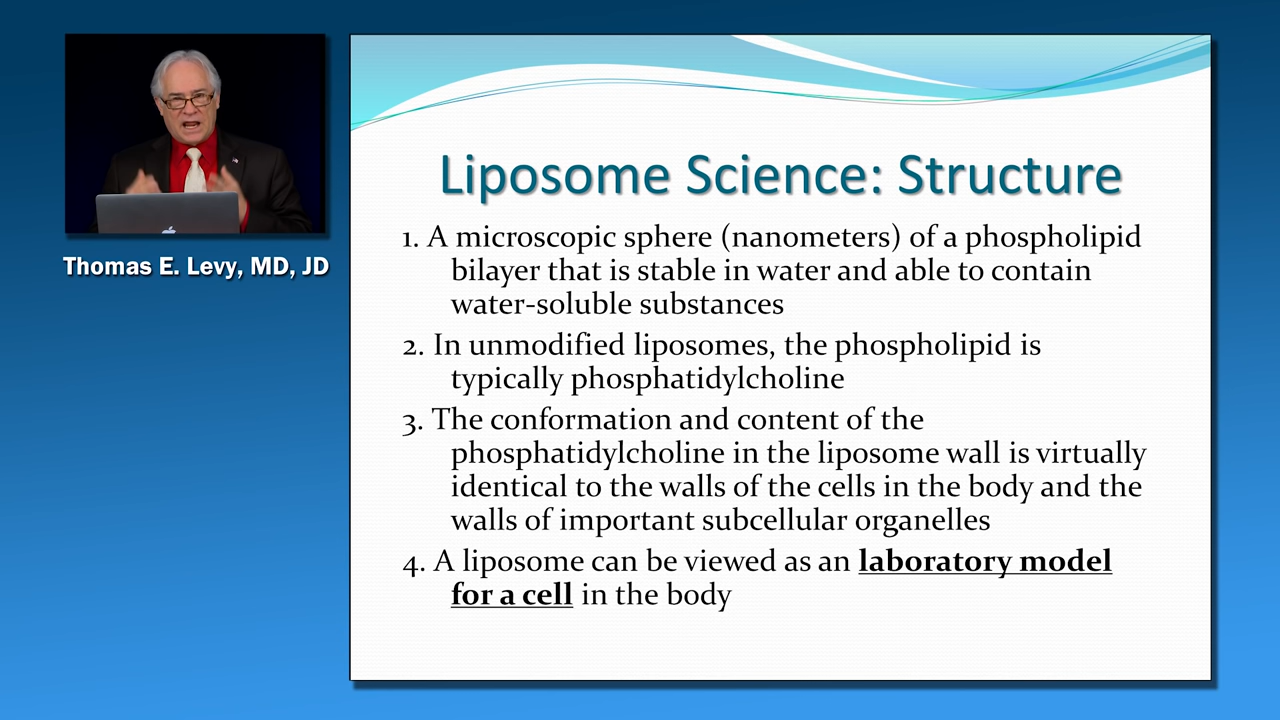 Thomas E. Levy, MD, JD
Liposome Science: Structure
1. A microscopic sphere (nanometers) of a phospholipid
bilayer that is stable in water and able to contain
water-soluble substances
2. In unmodified liposomes, the phospholipid is
typically phosphatidylcholine
3. The conformation and content of the
phosphatidylcholine in the liposome wall is virtually
identical to the walls of the cells in the body and the
walls of important subcellular organelles
4. A liposome can be viewed as an laboratory model
for a cell in the body